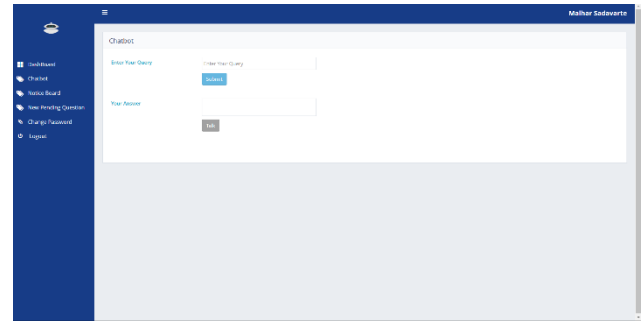 Malhar Sadavarte
Chatbot
DashBoard
Chatbot
Notice Board
New Pending Question
Change Password
Logout
Enter Your Query
Enter Your Query
Submit
Your Answer
Talk